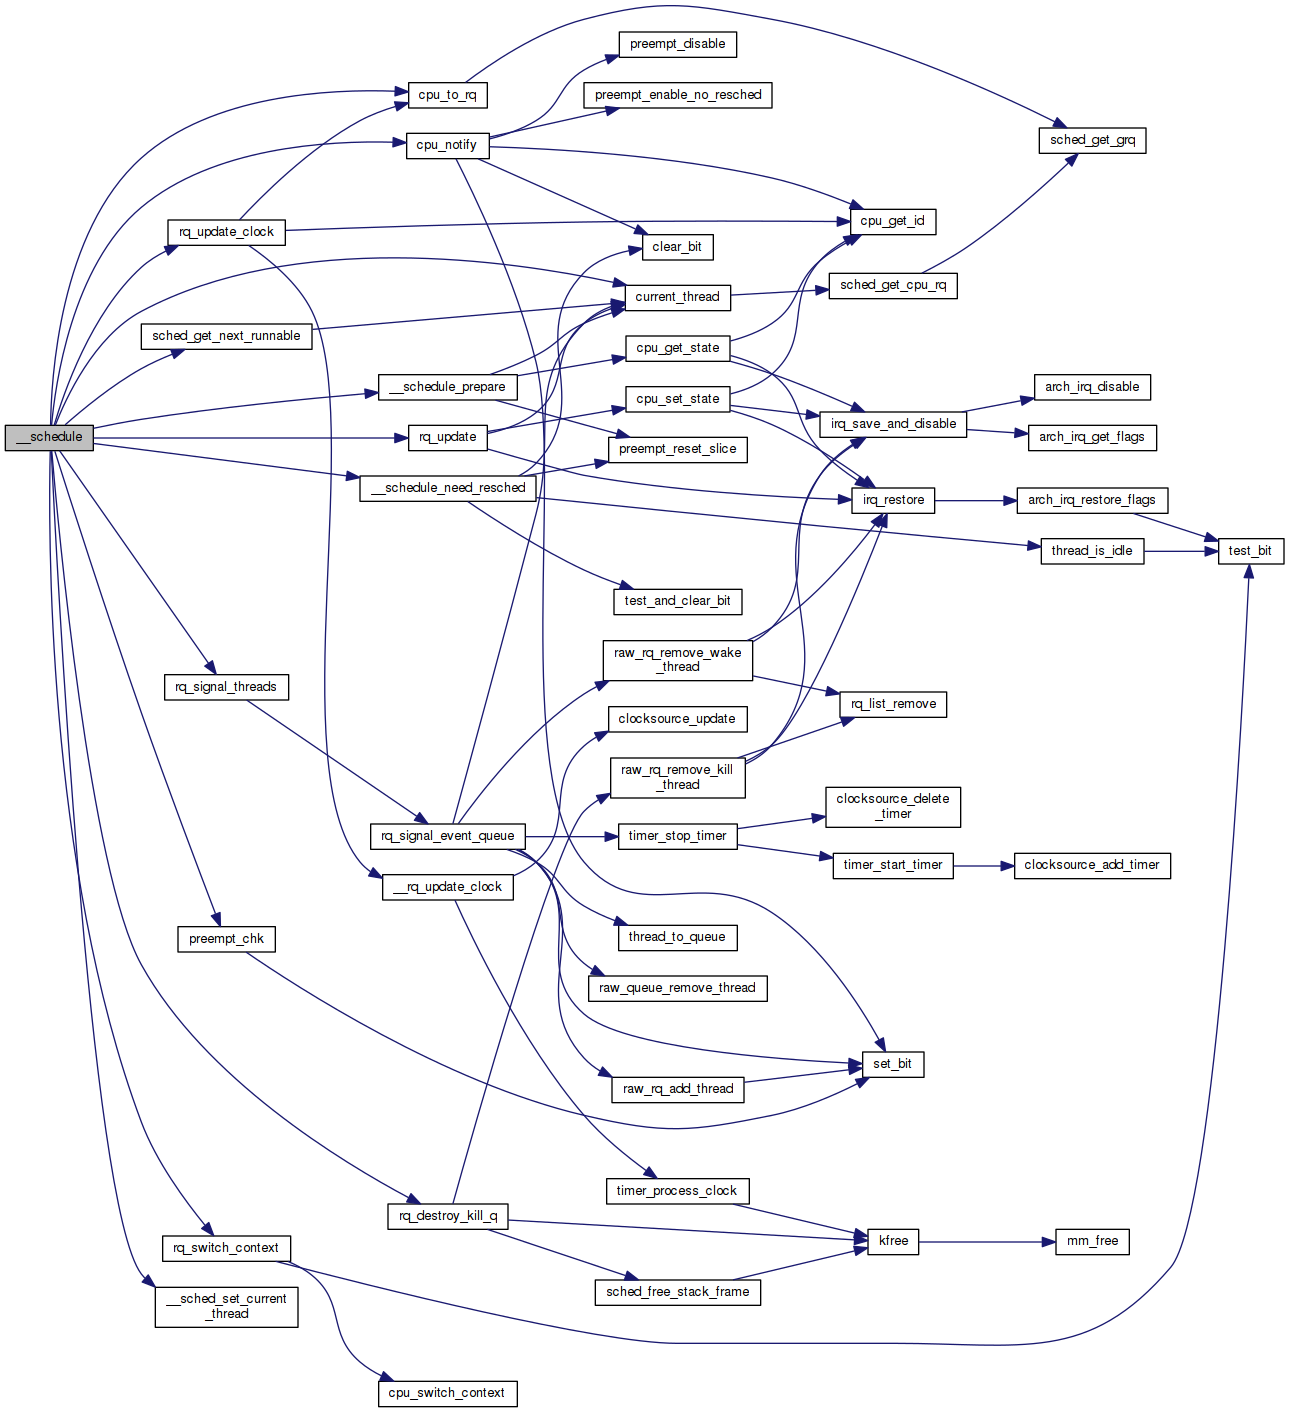 preempt_disable
cpu_to_rq
preempt_enable_no_resched
sched_get_grq
cpu_notify
cpu_get_id
rq_update_clock
clear_bit
sched_get_cpu_rq
current_thread
sched_get_next_runnable
cpu_get_state
__schedule_prepare
arch_irq_disable
cpu_set_state
irq_save_and_disable
__schedule
rq_update
arch_irq_get_flags
preempt_reset_slice
__schedule_need_resched
irq_restore
arch_irq_restore_flags
thread_is_idle
test_bit
test_and_clear_bit
raw_rq_remove_wake
_thread
rq_signal_threads
rq_list_remove
clocksource_update
raw_rq_remove_kill
_thread
clocksource_delete
_timer
rq_signal_event_queue
timer_stop_timer
timer_start_timer
clocksource_add_timer
__rq_update_clock
preempt_chk
thread_to_queue
raw_queue_remove_thread
set_bit
raw_rq_add_thread
timer_process_clock
rq_destroy_kill_q
kfree
mm_free
rq_switch_context
sched_free_stack_frame
__sched_set_current
_thread
cpu_switch_context